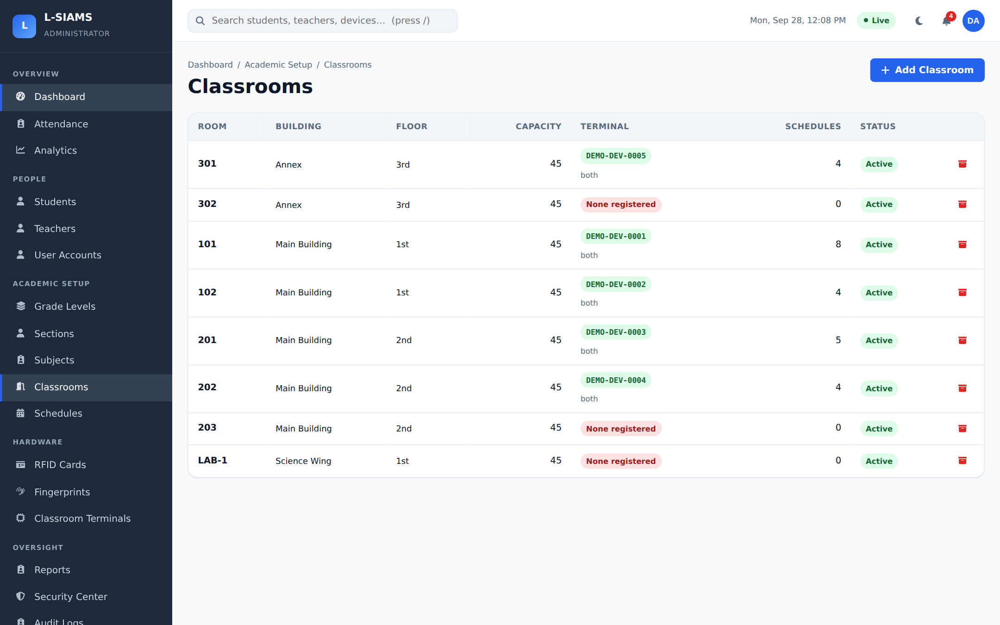 L
L-SIAMS
ADMINISTRATOR
OVERVIEW
Dashboard
Attendance
Analytics
PEOPLE
Students
Teachers
User Accounts
ACADEMIC SETUP
Grade Levels
Sections
Subjects
Classrooms
Schedules
HARDWARE
RFID Cards
Fingerprints
Classroom Terminals
OVERSIGHT
Reports
Security Center
Audit Logs
Search students, teachers, devices... (press /)
Mon, Sep 28, 12:08 PM
Live
4
DA
Dashboard / Academic Setup / Classrooms
Classrooms
+ Add Classroom
ROOM BUILDING FLOOR CAPACITY TERMINAL SCHEDULES STATUS
301 Annex 3rd 45 DEMO-DEV-0005 both 4 Active
302 Annex 3rd 45 None registered 0 Active
101 Main Building 1st 45 DEMO-DEV-0001 both 8 Active
102 Main Building 1st 45 DEMO-DEV-0002 both 4 Active
201 Main Building 2nd 45 DEMO-DEV-0003 both 5 Active
202 Main Building 2nd 45 DEMO-DEV-0004 both 4 Active
203 Main Building 2nd 45 None registered 0 Active
LAB-1 Science Wing 1st 45 None registered 0 Active